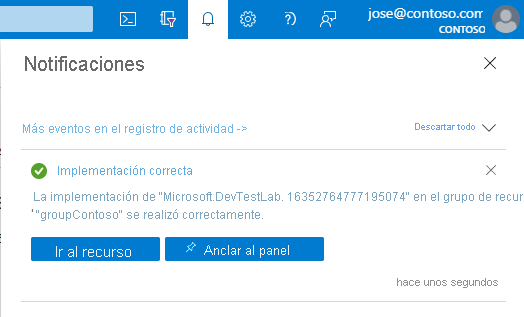 jose@contoso.com
CONTOSO
Notificaciones
Más eventos en el registro de actividad ->
Descartar todo
Implementación correcta
La implementación de "Microsoft.DevTestLab. 16352764777195074" en el grupo de recur
"groupContoso" se realizó correctamente.
Ir al recurso
Anclar al panel
hace unos segundos